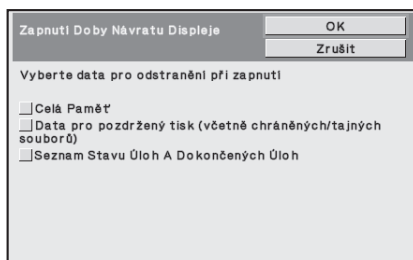 Zapnutí Doby Návratu Displeje
OK
Zrušit
Vyberte data pro odstranění při zapnutí
Celá Paměť
Data pro pozdržený tisk (včetně chráněných/tajných
souborů)
Seznam Stavu Úloh A Dokončených Úloh